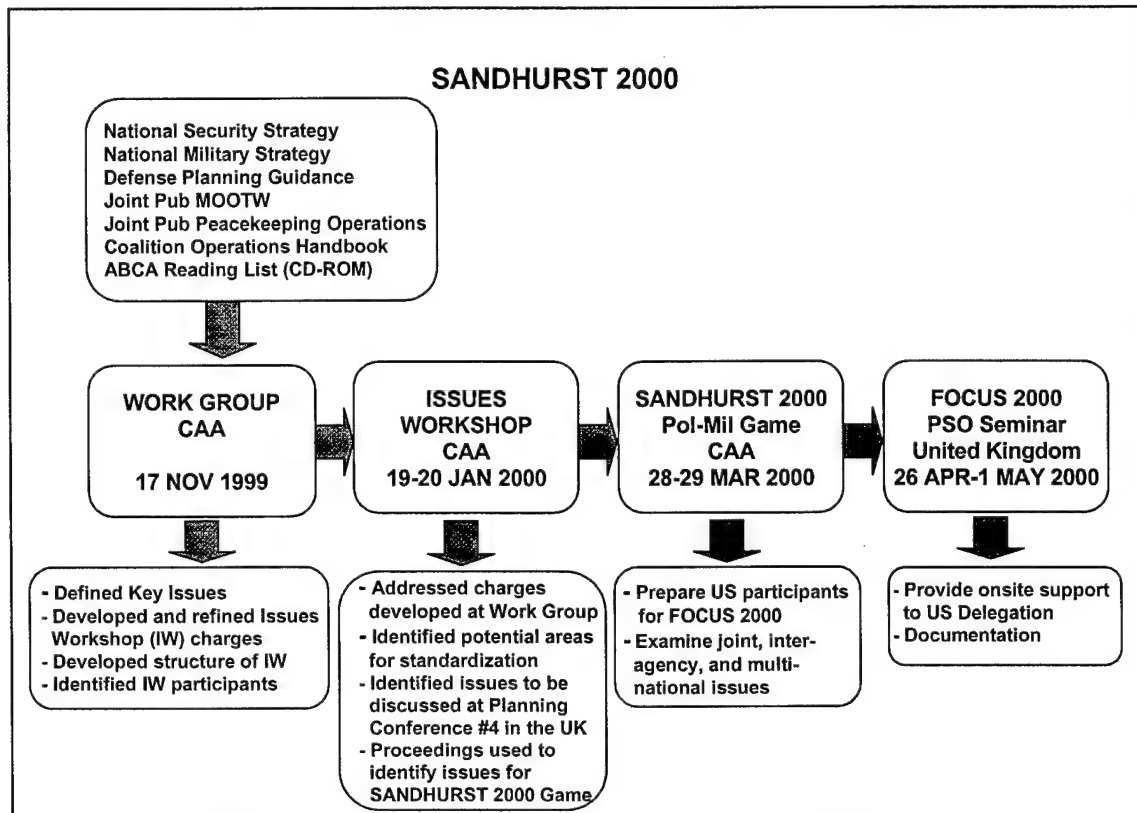 SANDHURST 2000
National Security Strategy
National Military Strategy
Defense Planning Guidance
Joint Pub MOOTW
Joint Pub Peacekeeping Operations
Coalition Operations Handbook
ABCA Reading List (CD-ROM)
WORK GROUP
CAA
17 NOV 1999
ISSUES
WORKSHOP
CAA
19-20 JAN 2000
SANDHURST 2000
Pol-Mil Game
CAA
28-29 MAR 2000
FOCUS 2000
PSO Seminar
United Kingdom
26 APR-1 MAY 2000
- Defined Key Issues
- Developed and refined Issues
Workshop (IW) charges
- Developed structure of IW
- Identified IW participants
- Addressed charges
developed at Work Group
- Identified potential areas
for standardization
- Identified issues to be
discussed at Planning
Conference #4 in the UK
- Proceedings used to
identify issues for
SANDHURST 2000 Game
- Prepare US participants
for FOCUS 2000
- Examine joint, inter-
agency, and multi-
national issues
- Provide onsite support
to US Delegation
- Documentation